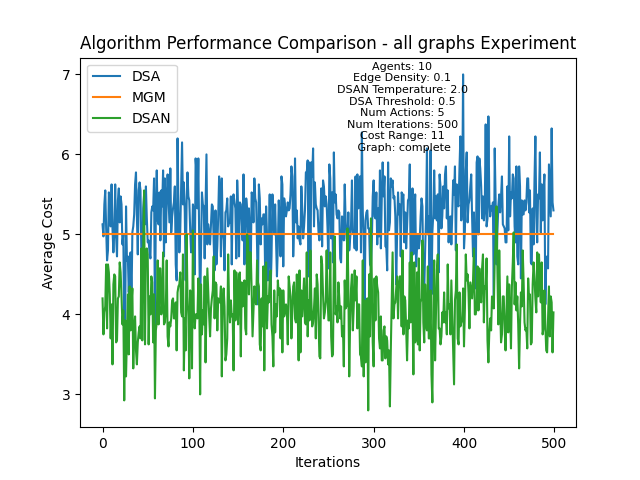 Algorithm Performance Comparison - all graphs Experiment
DSA
MGM
DSAN
Agents: 10
Edge Density: 0.1
DSAN Temperature: 2.0
DSA Threshold: 0.5
Num Actions: 5
Num Iterations: 500
Cost Range: 11
Graph: complete
7
6
5
4
3
Average Cost
0
100
200
300
400
500
Iterations